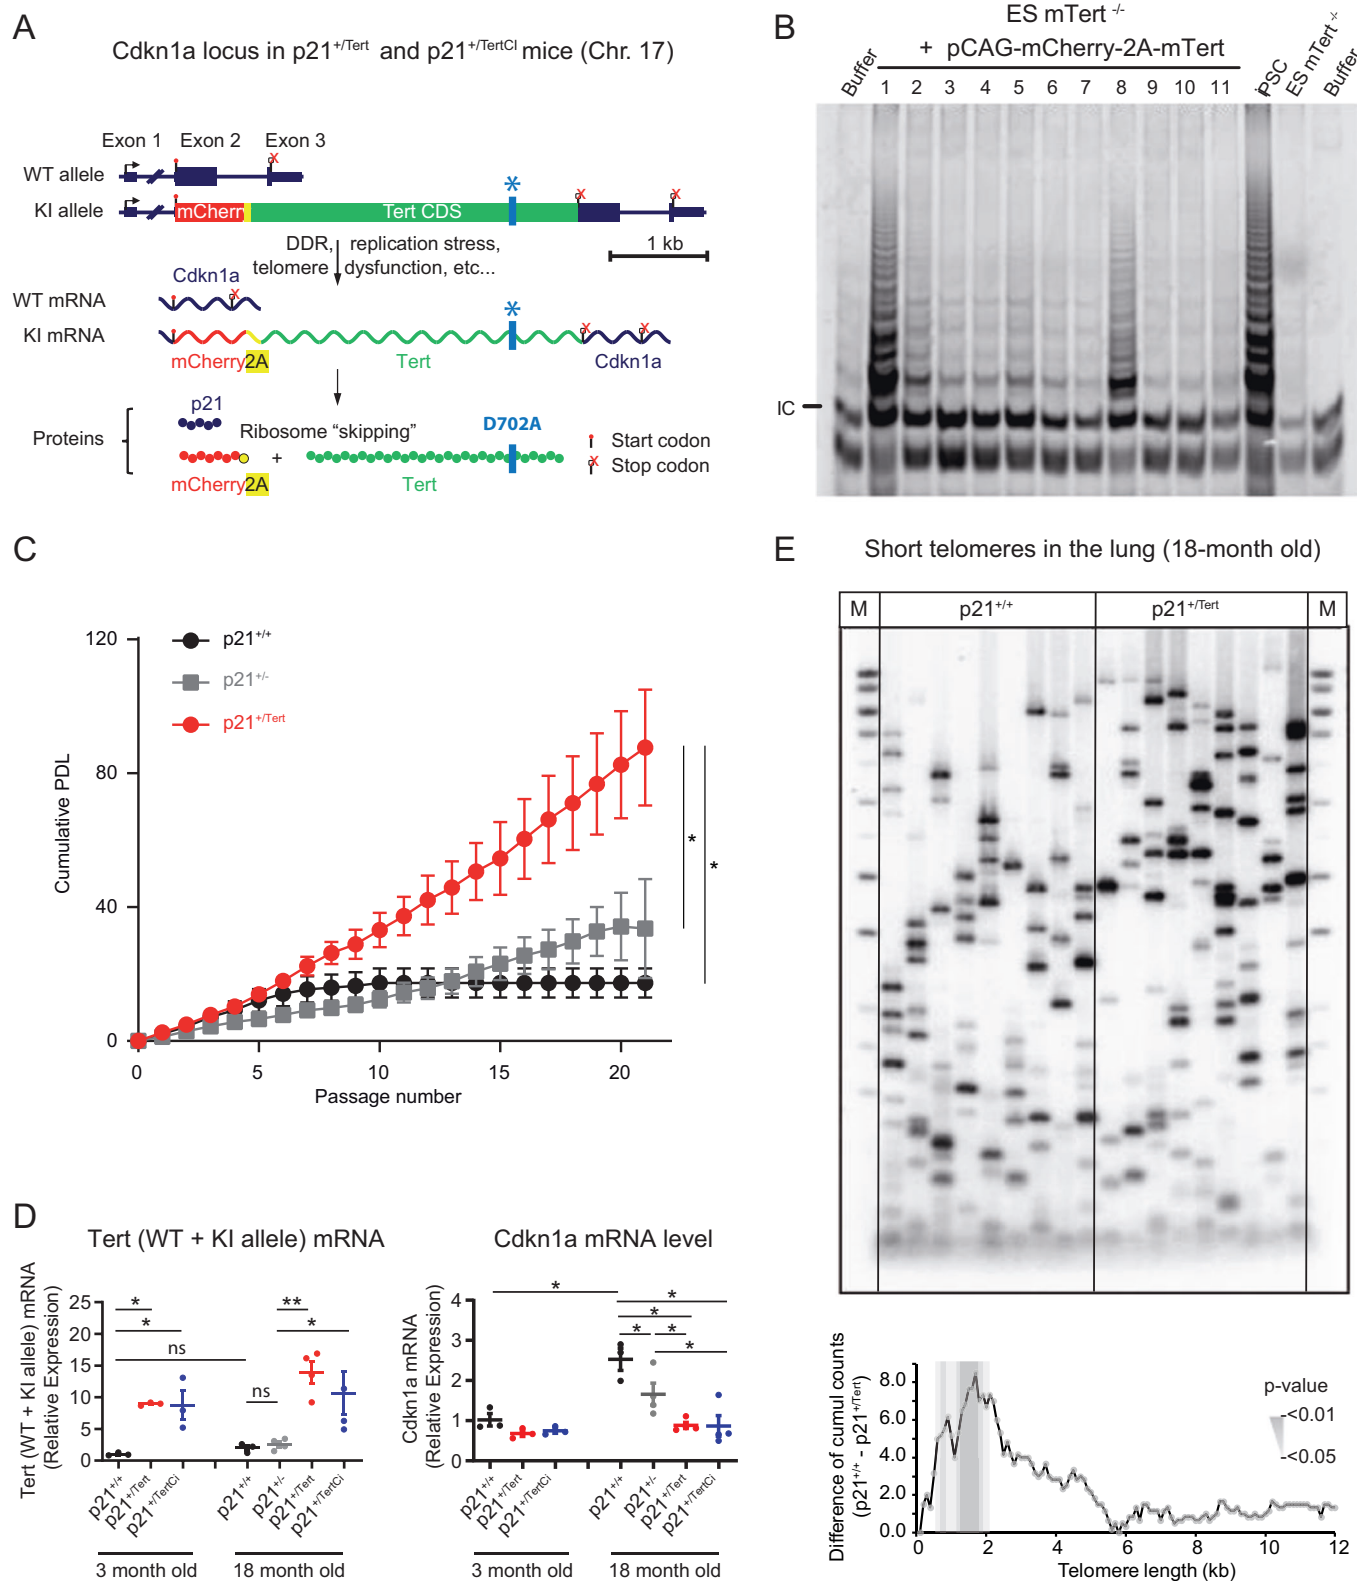 A
Cdkn1a locus in p21+/Tert and p21+/TertCI mice (Chr. 17)
Exon 1 Exon 2 Exon 3
WT allele
KI allele
mCherr
Tert CDS
*
DDR, replication stress,
telomere dysfunction, etc...
1 kb
Cdkn1a
WT mRNA
KI mRNA
*
mCherry2A
Tert
Cdkn1a
Proteins
p21
Ribosome “skipping”
D702A
+
mCherry2A
Tert
Start codon
Stop codon
B
ES mTert -/-
+ pCAG-mCherry-2A-mTert
Buffer 1 2 3 4 5 6 7 8 9 10 11 iPSC ES mTert-/- Buffer
IC
C
120
80
40
0
Cumulative PDL
p21+/+
p21+/-
p21+/Tert
*
*
0 5 10 15 20
Passage number
D
Tert (WT + KI allele) mRNA
Tert (WT + KI allele) mRNA
(Relative Expression)
25
20
15
10
5
0
*
*
ns
ns
**
*
p21+/+ p21+/Tert p21+/TertCi p21+/+ p21+/- p21+/Tert p21+/TertCi
3 month old 18 month old
Cdkn1a mRNA level
Cdkn1a mRNA
(Relative Expression)
4
3
2
1
0
*
*
*
* *
*
p21+/+ p21+/Tert p21+/TertCi p21+/+ p21+/- p21+/Tert p21+/TertCi
3 month old 18 month old
E
Short telomeres in the lung (18-month old)
M p21+/+ p21+/Tert M
Difference of cumul counts
(p21+/+ - p21+/Tert)
8.0
6.0
4.0
2.0
0.0
p-value
-<0.01
-<0.05
0 2 4 6 8 10 12
Telomere length (kb)